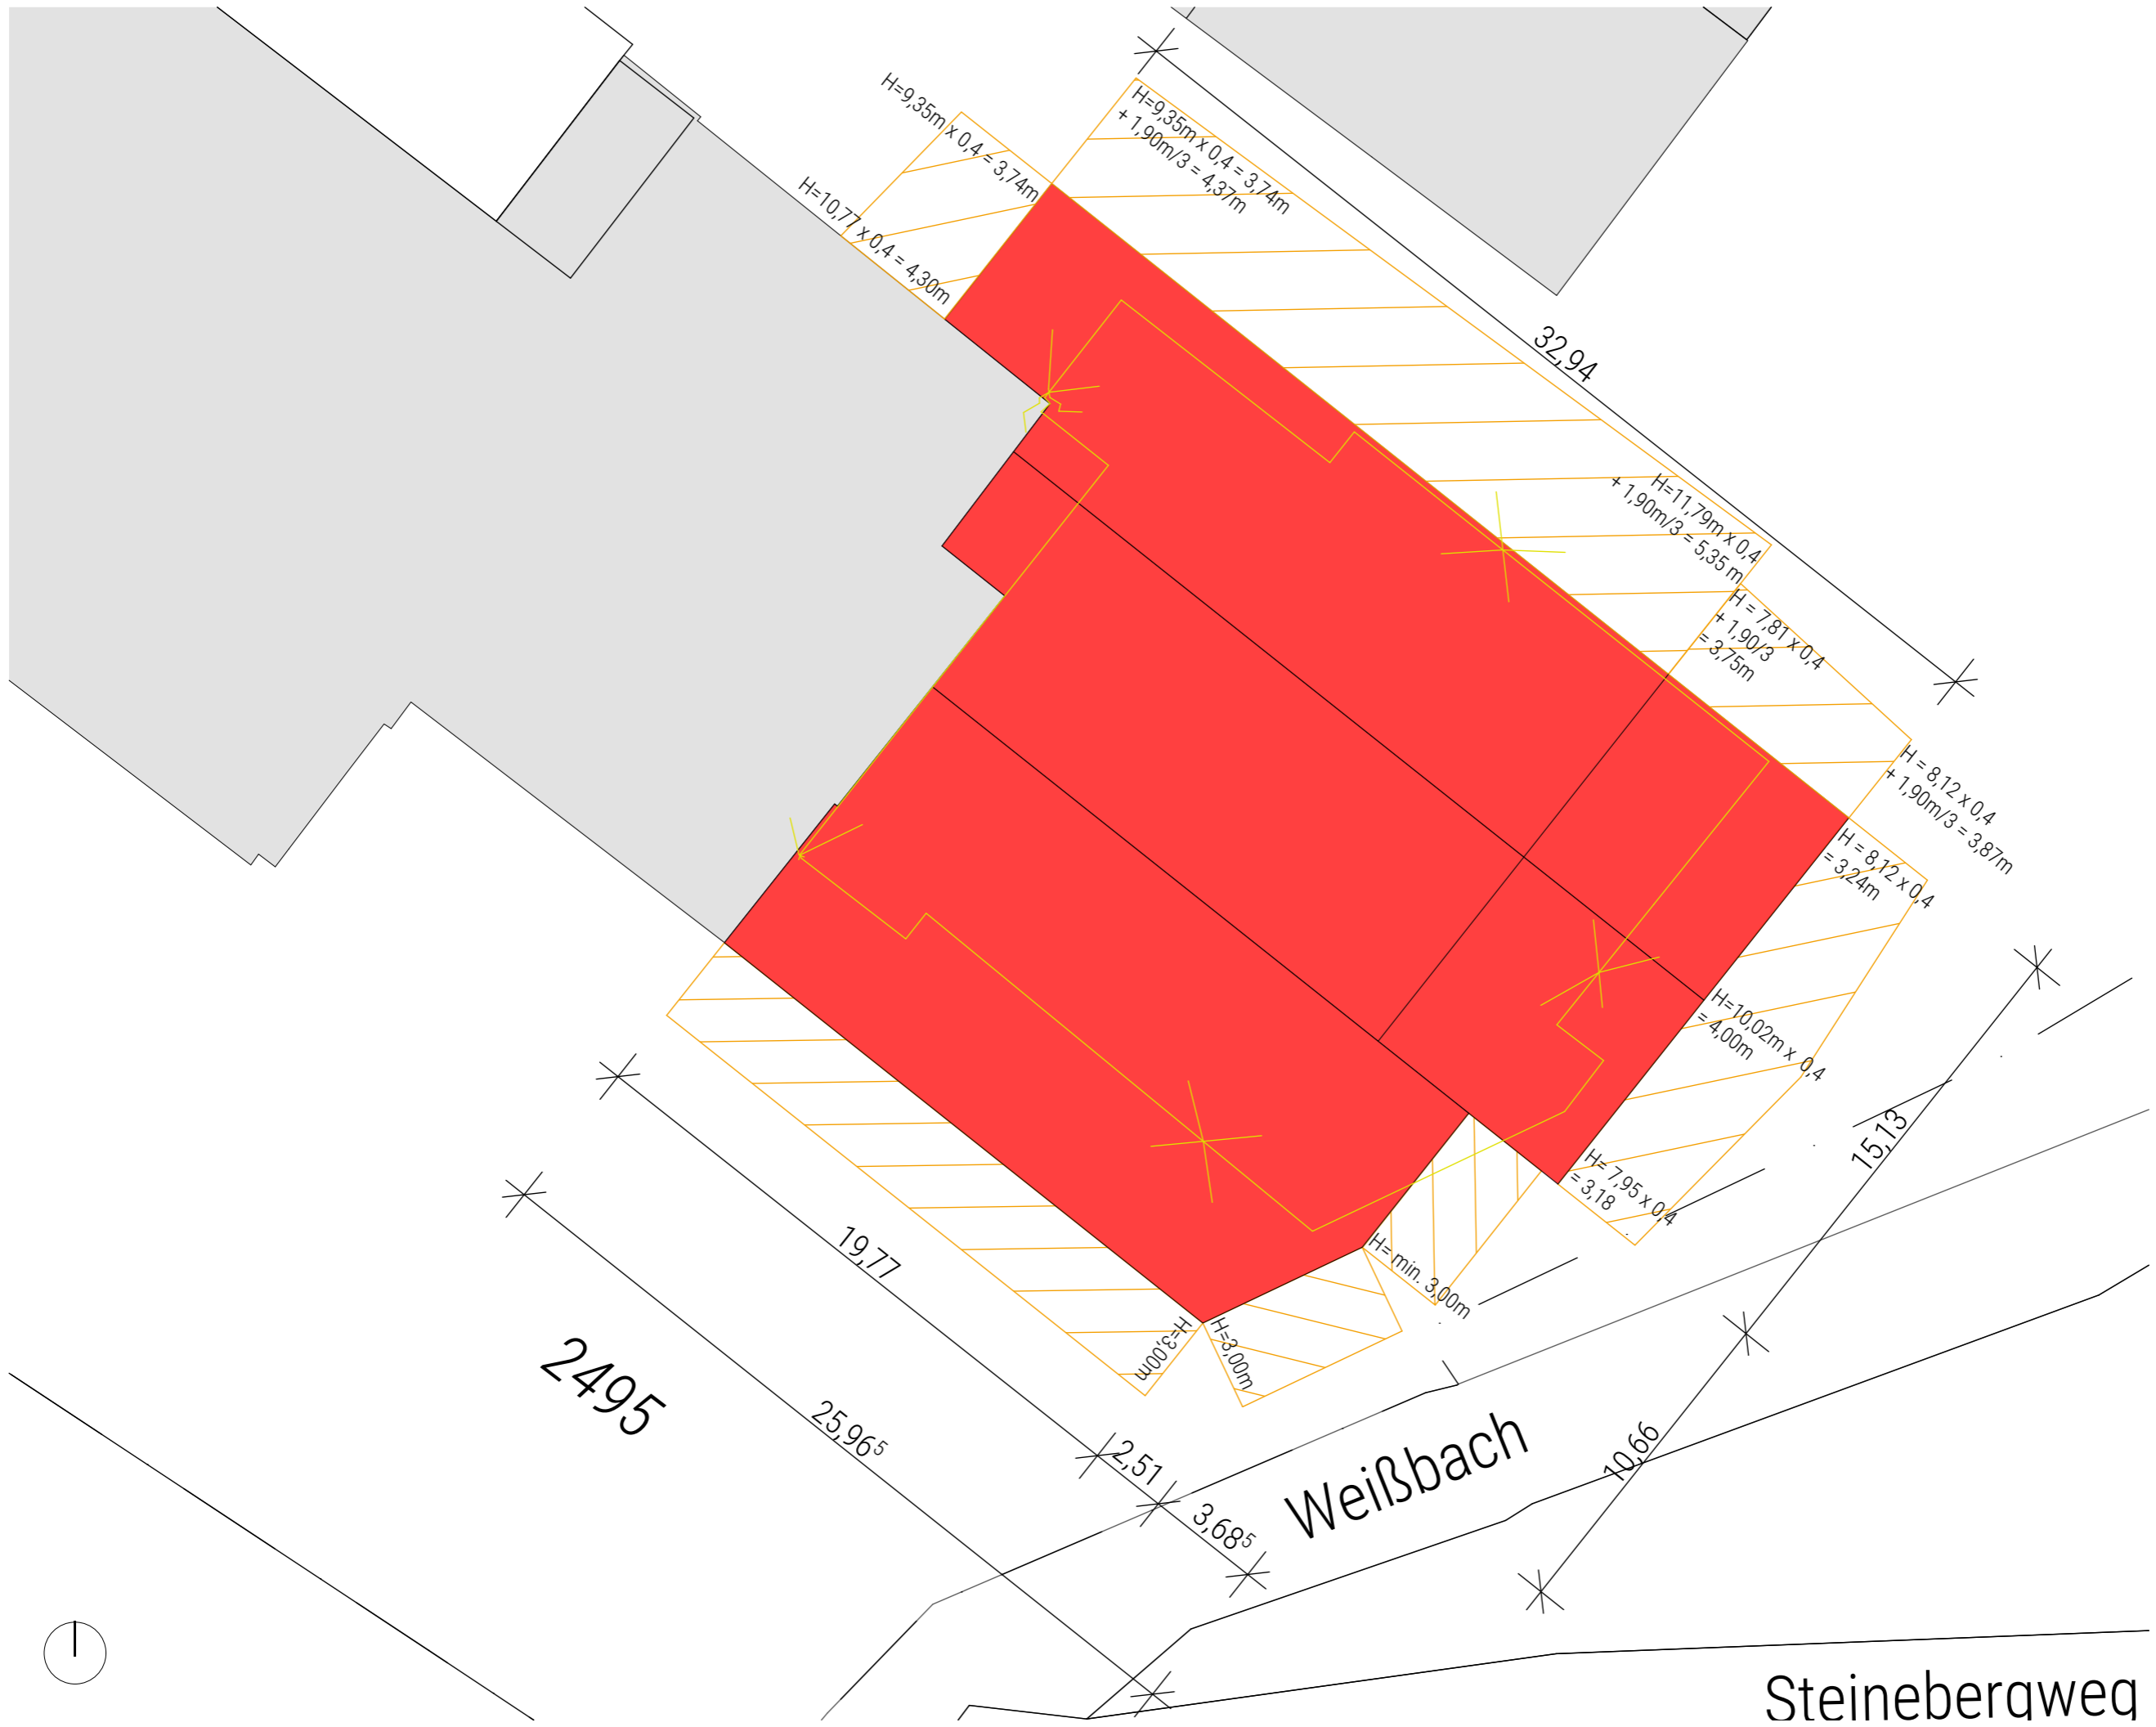 H=9,35m x 0,4 = 3,74m
H=10,77 x 0,4 = 4,30m
H=9,35m x 0,4 = 3,74m
+ 1,90m/3 = 4,37m
32,94
H=11,79m x 0,4
+ 1,90m/3 = 5,35 m
H = 7,81 x 0,4
+ 1,90/3
= 3,75m
H = 8,12 x 0,4
+ 1,90m/3 = 3,87m
H = 8,12 x 0,4
= 3,24m
H=10,02m x 0,4
= 4,00m
15,13
H= 7,95 x 0,4
= 3,18
H= min. 3,00m
H=3,00m
H=3,00m
19,77
2495
25,96⁵
2,51
3,68⁵
Weißbach
10,66
Steinebergweg